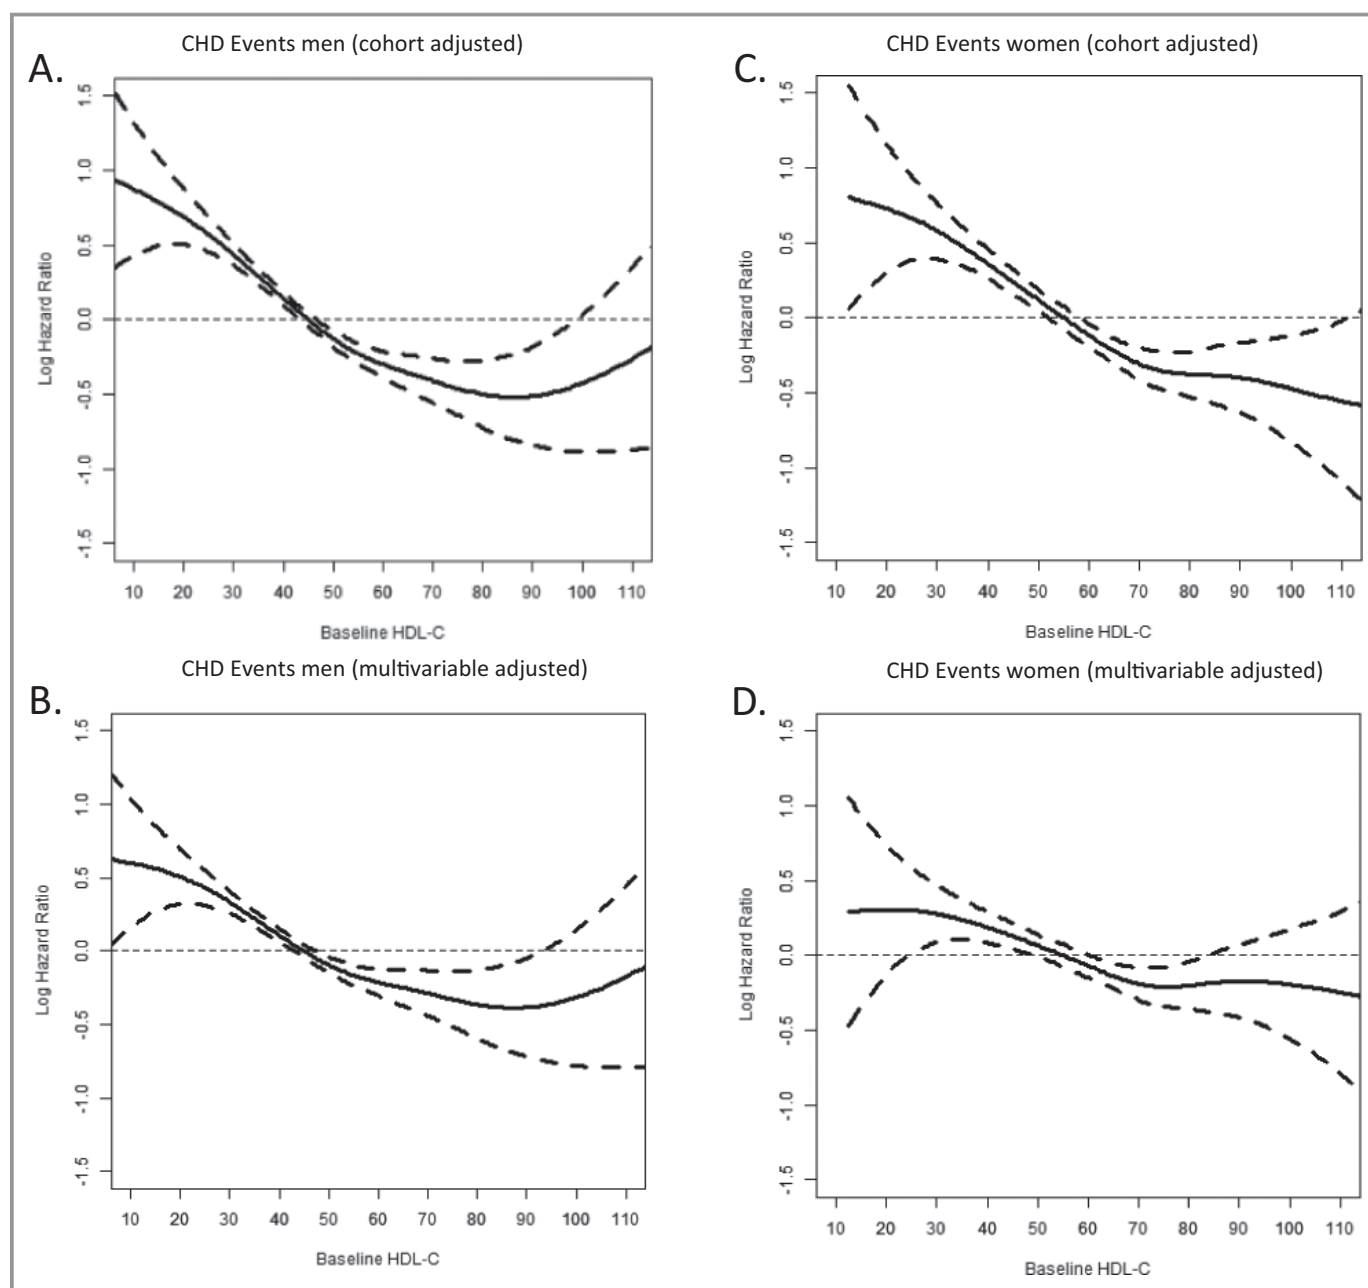 A.
CHD Events men (cohort adjusted)
1.5
1.0
0.5
0.0
-0.5
-1.0
-1.5
Log Hazard Ratio
10 20 30 40 50 60 70 80 90 100 110
Baseline HDL-C
C.
CHD Events women (cohort adjusted)
1.5
1.0
0.5
0.0
-0.5
-1.0
-1.5
Log Hazard Ratio
10 20 30 40 50 60 70 80 90 100 110
Baseline HDL-C
B.
CHD Events men (multivariable adjusted)
1.5
1.0
0.5
0.0
-0.5
-1.0
-1.5
Log Hazard Ratio
10 20 30 40 50 60 70 80 90 100 110
Baseline HDL-C
D.
CHD Events women (multivariable adjusted)
1.5
1.0
0.5
0.0
-0.5
-1.0
-1.5
Log Hazard Ratio
10 20 30 40 50 60 70 80 90 100 110
Baseline HDL-C